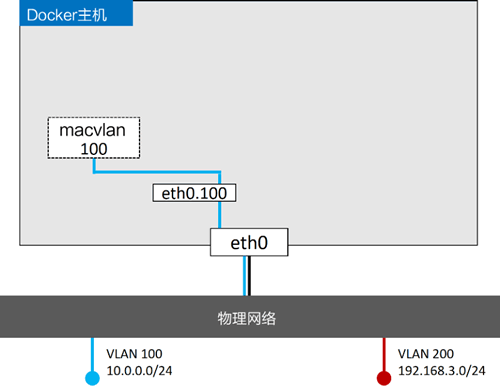 Docker主机
macvlan
100
eth0.100
eth0
物理网络
VLAN 100
10.0.0.0/24
VLAN 200
192.168.3.0/24